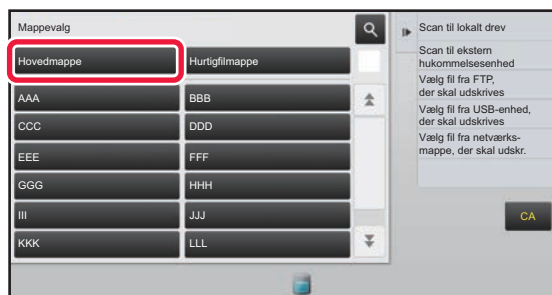 Mappevalg
Hovedmappe
Hurtigfilmappe
AAA
BBB
CCC
DDD
EEE
FFF
GGG
HHH
III
JJJ
KKK
LLL
Scan til lokalt drev
Scan til ekstern
hukommelsesenhed
Vælg fil fra FTP,
der skal udskrives
Vælg fil fra USB-enhed,
der skal udskrives
Vælg fil fra netværks-
mappe, der skal udskr.
CA